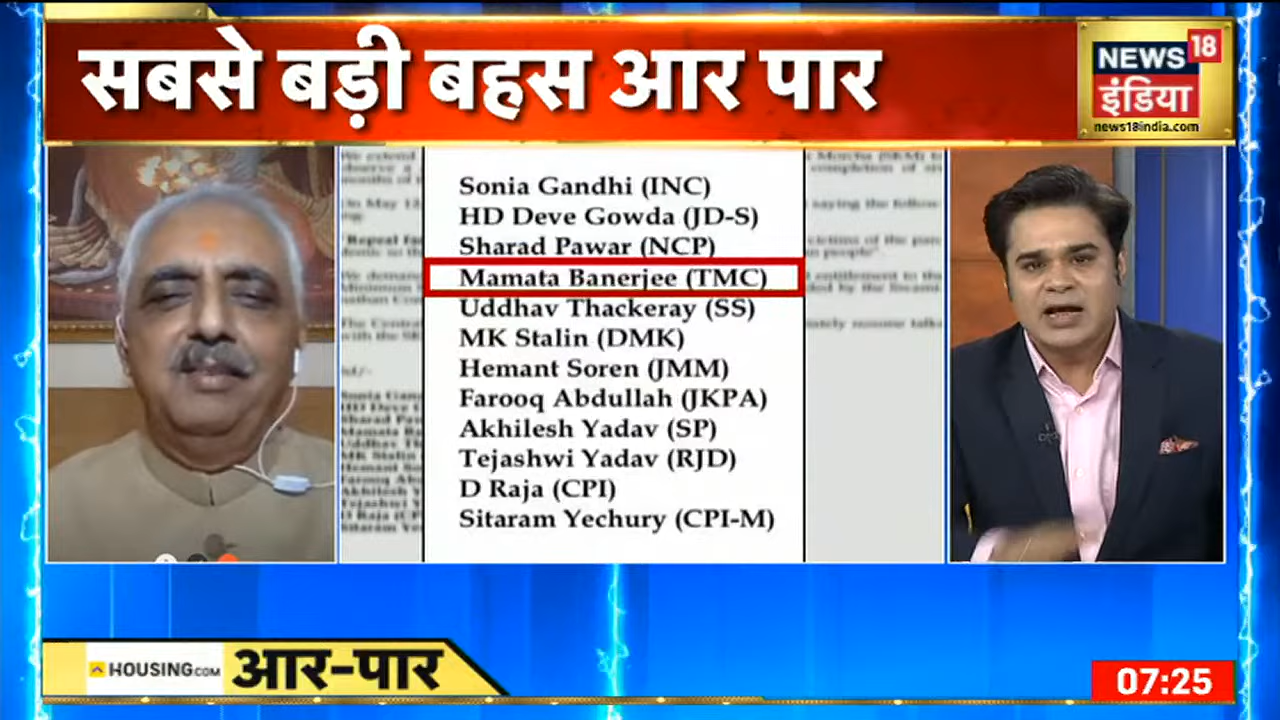 सबसे बड़ी बहस आर पार
NEWS 18
इंडिया
news18india.com
Sonia Gandhi (INC)
HD Deve Gowda (JD-S)
Sharad Pawar (NCP)
Mamata Banerjee (TMC)
Uddhav Thackeray (SS)
MK Stalin (DMK)
Hemant Soren (JMM)
Farooq Abdullah (JKPA)
Akhilesh Yadav (SP)
Tejashwi Yadav (RJD)
D Raja (CPI)
Sitaram Yechury (CPI-M)
HOUSING.COM
आर-पार
07:25